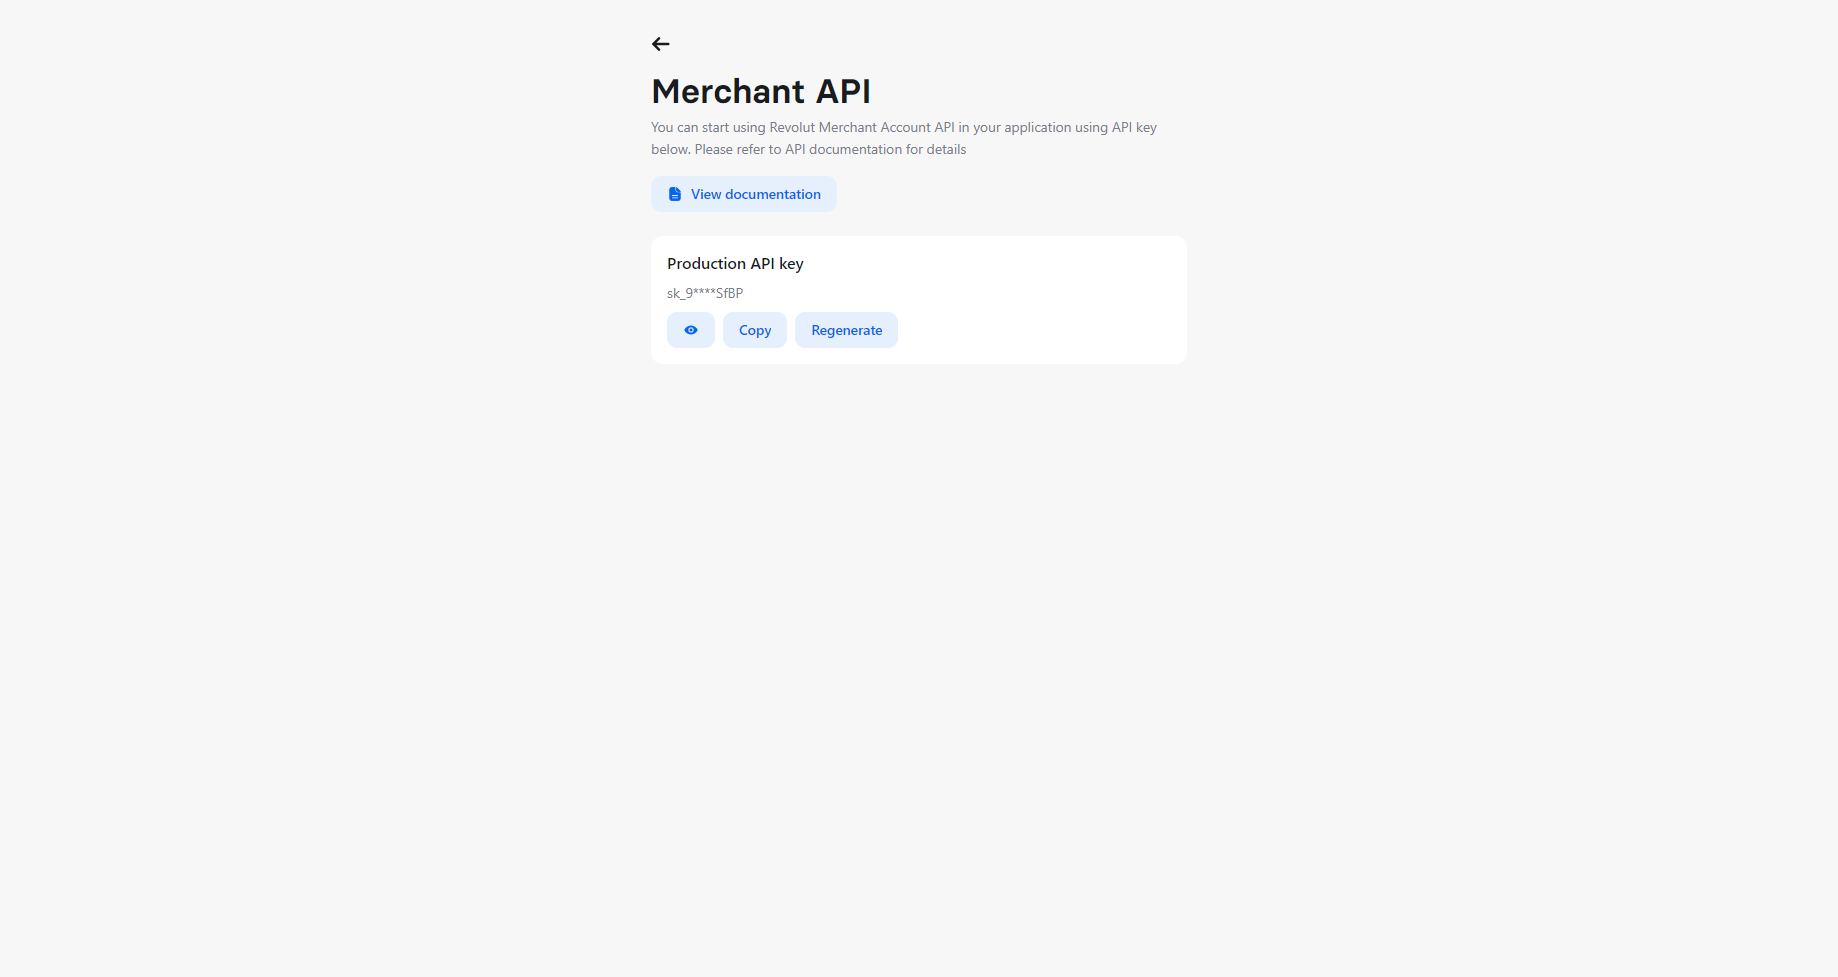 Merchant API
You can start using Revolut Merchant Account API in your application using API key
below. Please refer to API documentation for details
View documentation
Production API key
sk_9****SfBP
Copy
Regenerate